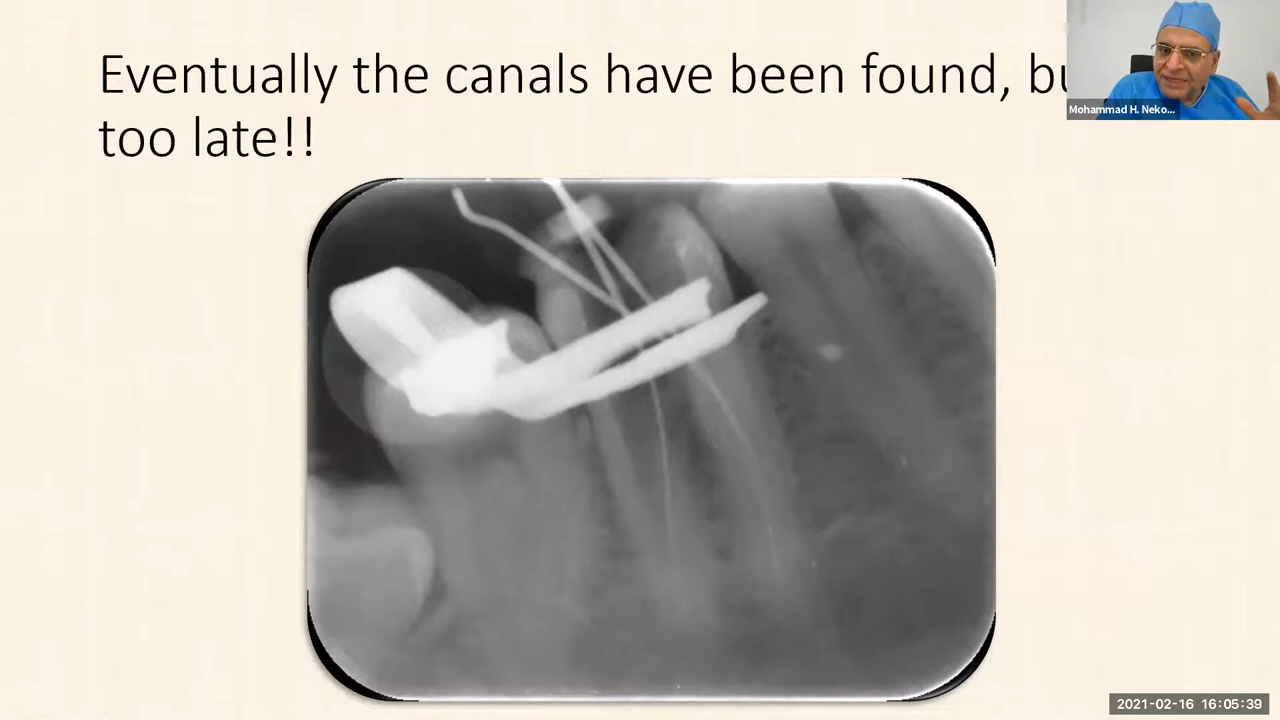 Eventually the canals have been found, bu
too late!!
Mohammad H. Neko...
2021-02-16 16:05:39